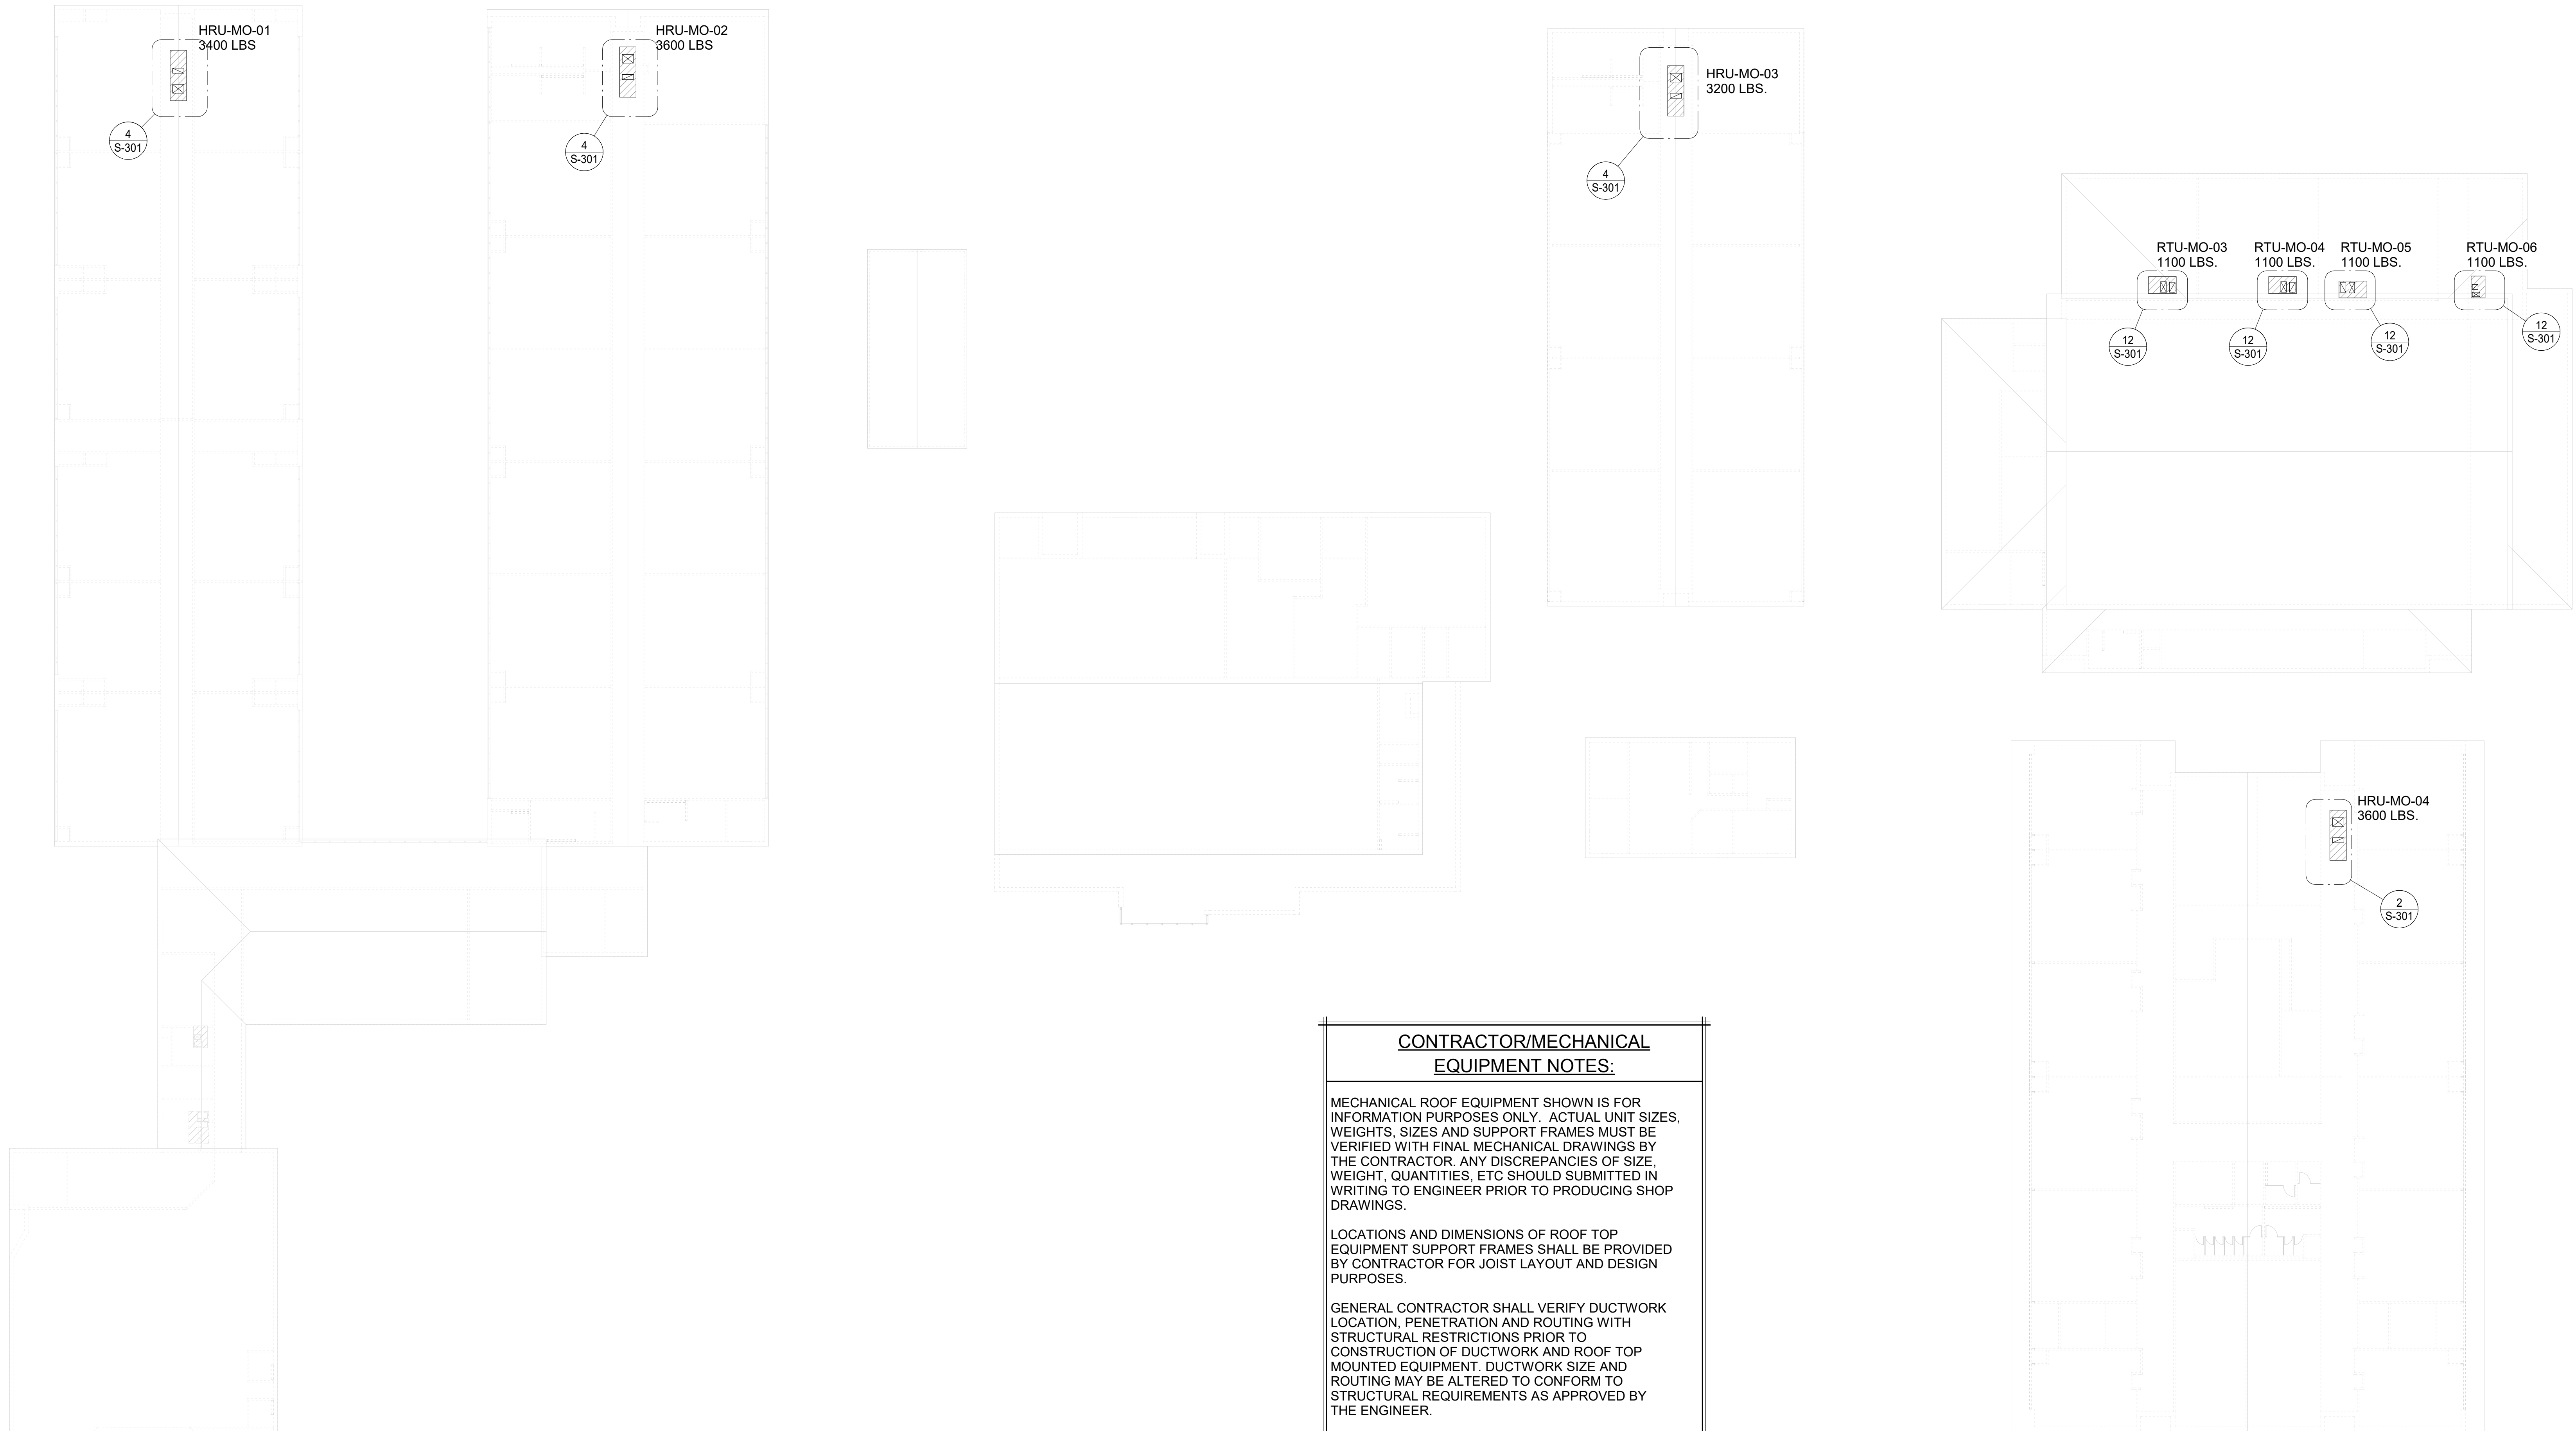 HRU-MO-01
3400 LBS
4
S-301
HRU-MO-02
3600 LBS
4
S-301
HRU-MO-03
3200 LBS.
4
S-301
RTU-MO-03
1100 LBS.
12
S-301
RTU-MO-04
1100 LBS.
12
S-301
RTU-MO-05
1100 LBS.
12
S-301
RTU-MO-06
1100 LBS.
12
S-301
HRU-MO-04
3600 LBS.
2
S-301
CONTRACTOR/MECHANICAL
EQUIPMENT NOTES:
MECHANICAL ROOF EQUIPMENT SHOWN IS FOR
INFORMATION PURPOSES ONLY.  ACTUAL UNIT SIZES,
WEIGHTS, SIZES AND SUPPORT FRAMES MUST BE
VERIFIED WITH FINAL MECHANICAL DRAWINGS BY
THE CONTRACTOR. ANY DISCREPANCIES OF SIZE,
WEIGHT, QUANTITIES, ETC SHOULD SUBMITTED IN
WRITING TO ENGINEER PRIOR TO PRODUCING SHOP
DRAWINGS.
LOCATIONS AND DIMENSIONS OF ROOF TOP
EQUIPMENT SUPPORT FRAMES SHALL BE PROVIDED
BY CONTRACTOR FOR JOIST LAYOUT AND DESIGN
PURPOSES.
GENERAL CONTRACTOR SHALL VERIFY DUCTWORK
LOCATION, PENETRATION AND ROUTING WITH
STRUCTURAL RESTRICTIONS PRIOR TO
CONSTRUCTION OF DUCTWORK AND ROOF TOP
MOUNTED EQUIPMENT. DUCTWORK SIZE AND
ROUTING MAY BE ALTERED TO CONFORM TO
STRUCTURAL REQUIREMENTS AS APPROVED BY
THE ENGINEER.